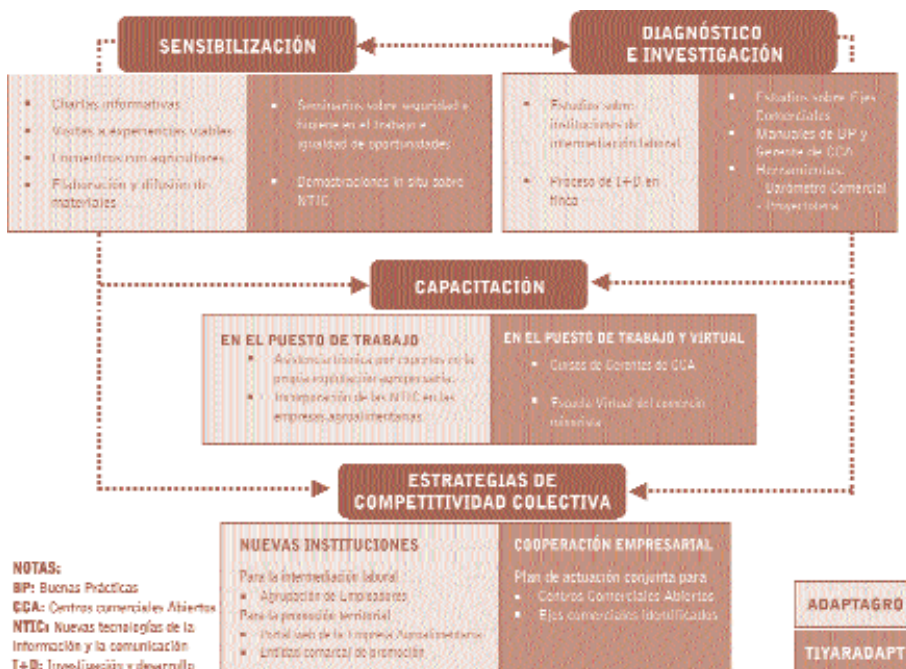 SENSIBILIZACIÓN
DIAGNÓSTICO
E INVESTIGACIÓN
▪ Charlas informativas
▪ Visitas a experiencias viables
▪ Encuentros con agricultores
▪ Elaboración y difusión de
materiales
▪ Seminarios sobre seguridad e
higiene en el trabajo e
igualdad de oportunidades
▪ Demostraciones in situ sobre
NTIC
▪ Estudios sobre
instituciones de
intermediación laboral
▪ Proceso de I+D en
finca
▪ Estudios sobre Ejes
Comerciales
▪ Manuales de BP y
Gerente de CCA
▪ Herramientas:
- Barómetro Comercial
- Proyectoteca
CAPACITACIÓN
EN EL PUESTO DE TRABAJO
▪ Asistencia técnica por expertos en la
propia explotación agropecuaria
▪ Incorporación de las NTIC en las
empresas agroalimentarias
EN EL PUESTO DE TRABAJO Y VIRTUAL
▪ Cursos de Gerentes de CCA
▪ Escuela Virtual del comercio
minorista
ESTRATEGIAS DE
COMPETITIVIDAD COLECTIVA
NUEVAS INSTITUCIONES
Para la intermediación laboral
▪ Agrupación de Empleadores
Para la promoción territorial
▪ Portal web de la Empresa Agroalimentaria
▪ Entidad comarcal de promoción
COOPERACIÓN EMPRESARIAL
Plan de actuación conjunta para
▪ Centros Comerciales Abiertos
▪ Ejes comerciales identificados
NOTAS:
BP: Buenas Prácticas
CCA: Centros comerciales Abiertos
NTIC: Nuevas tecnologías de la
información y la comunicación
I+D: Investigación y desarrollo
ADAPTAGRO
TIYARADAPT